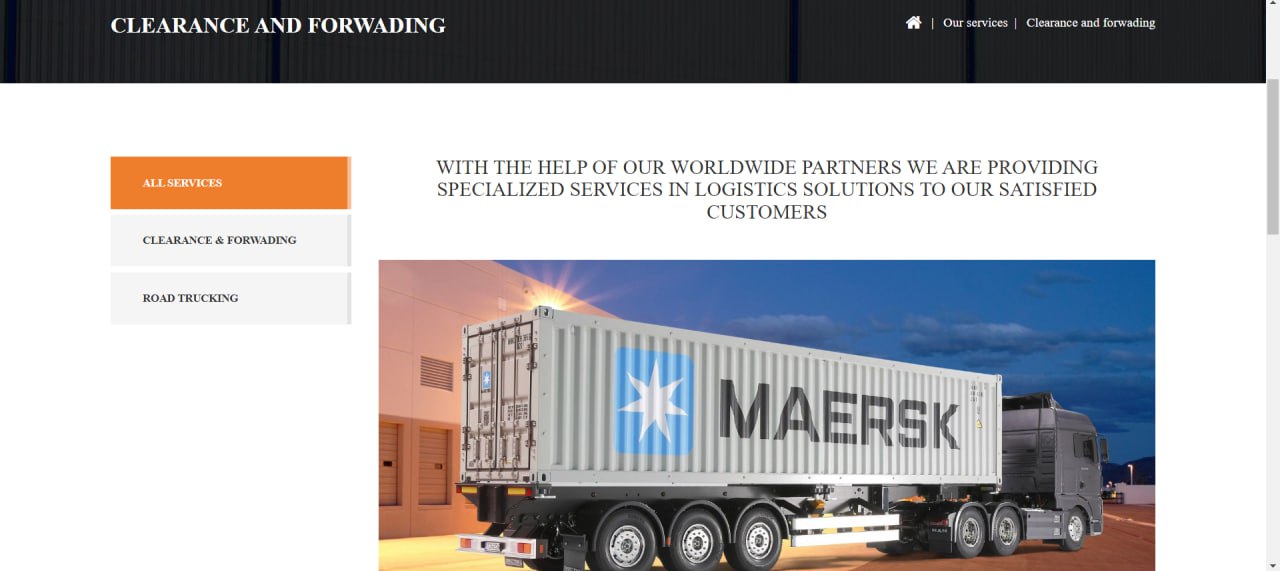 CLEARANCE AND FORWADING
| Our services | Clearance and forwading
ALL SERVICES
CLEARANCE & FORWADING
ROAD TRUCKING
WITH THE HELP OF OUR WORLDWIDE PARTNERS WE ARE PROVIDING
SPECIALIZED SERVICES IN LOGISTICS SOLUTIONS TO OUR SATISFIED
CUSTOMERS
MAERSK